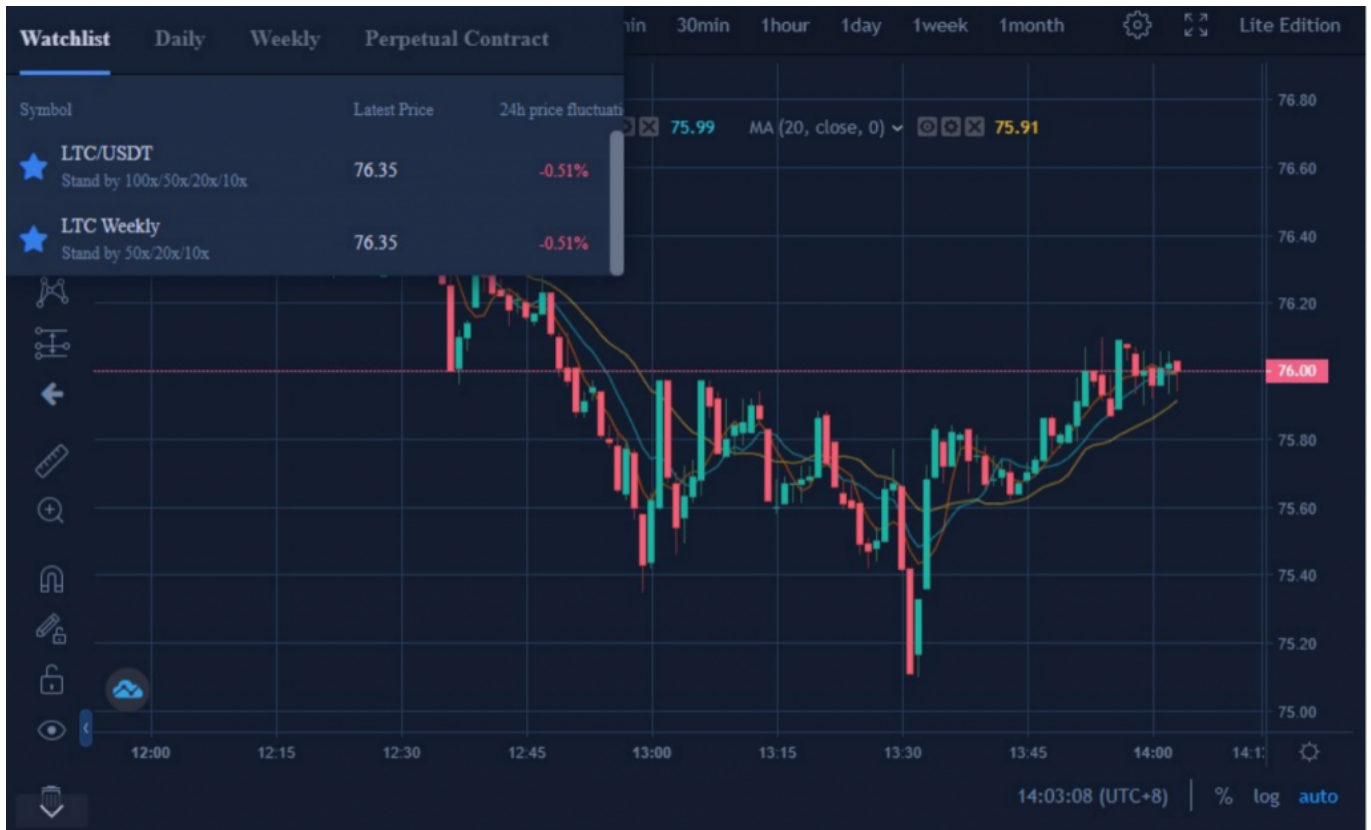 Watchlist Daily Weekly Perpetual Contract
30min 1hour 1day 1week 1month Lite Edition
Symbol Latest Price 24h price
LTC/USDT
Stand by 100x/50x/20x/10x
76.35 -0.51%
LTC Weekly
Stand by 50x/20x/10x
76.35 -0.51%
75.99 MA (20, close, 0) 75.91
76.80
76.60
76.40
76.20
76.00
75.80
75.60
75.40
75.20
75.00
12:00 12:15 12:30 12:45 13:00 13:15 13:30 13:45 14:00
14:03:08 (UTC+8) % log auto